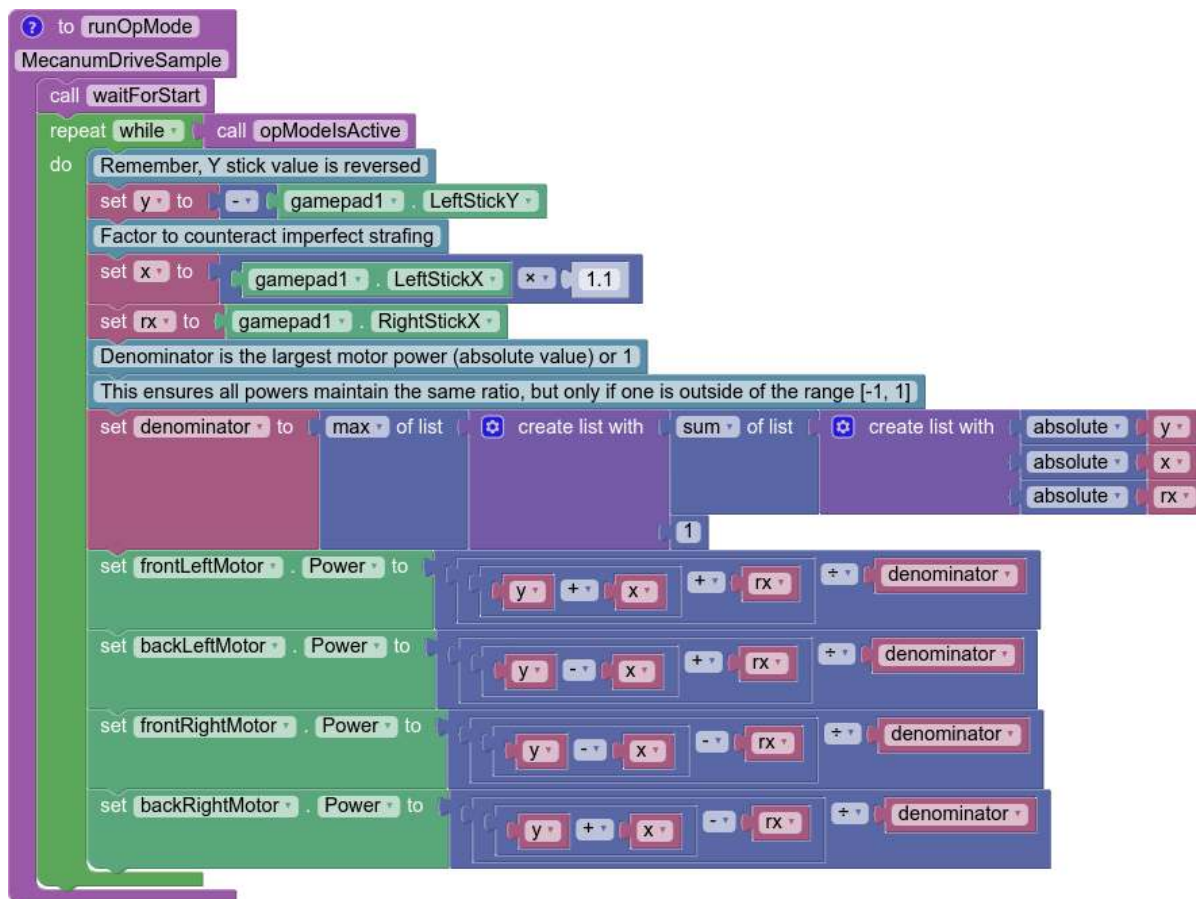 ? to runOpMode
MecanumDriveSample
call waitForStart
repeat while call opModeIsActive
do Remember, Y stick value is reversed
set y to - gamepad1 . LeftStickY
Factor to counteract imperfect strafing
set x to gamepad1 . LeftStickX × 1.1
set rx to gamepad1 . RightStickX
Denominator is the largest motor power (absolute value) or 1
This ensures all powers maintain the same ratio, but only if one is outside of the range [-1, 1]
set denominator to max of list create list with sum of list create list with absolute y
absolute x
absolute rx
1
set frontLeftMotor . Power to y + x + rx ÷ denominator
set backLeftMotor . Power to y - x + rx ÷ denominator
set frontRightMotor . Power to y - x - rx ÷ denominator
set backRightMotor . Power to y + x - rx ÷ denominator